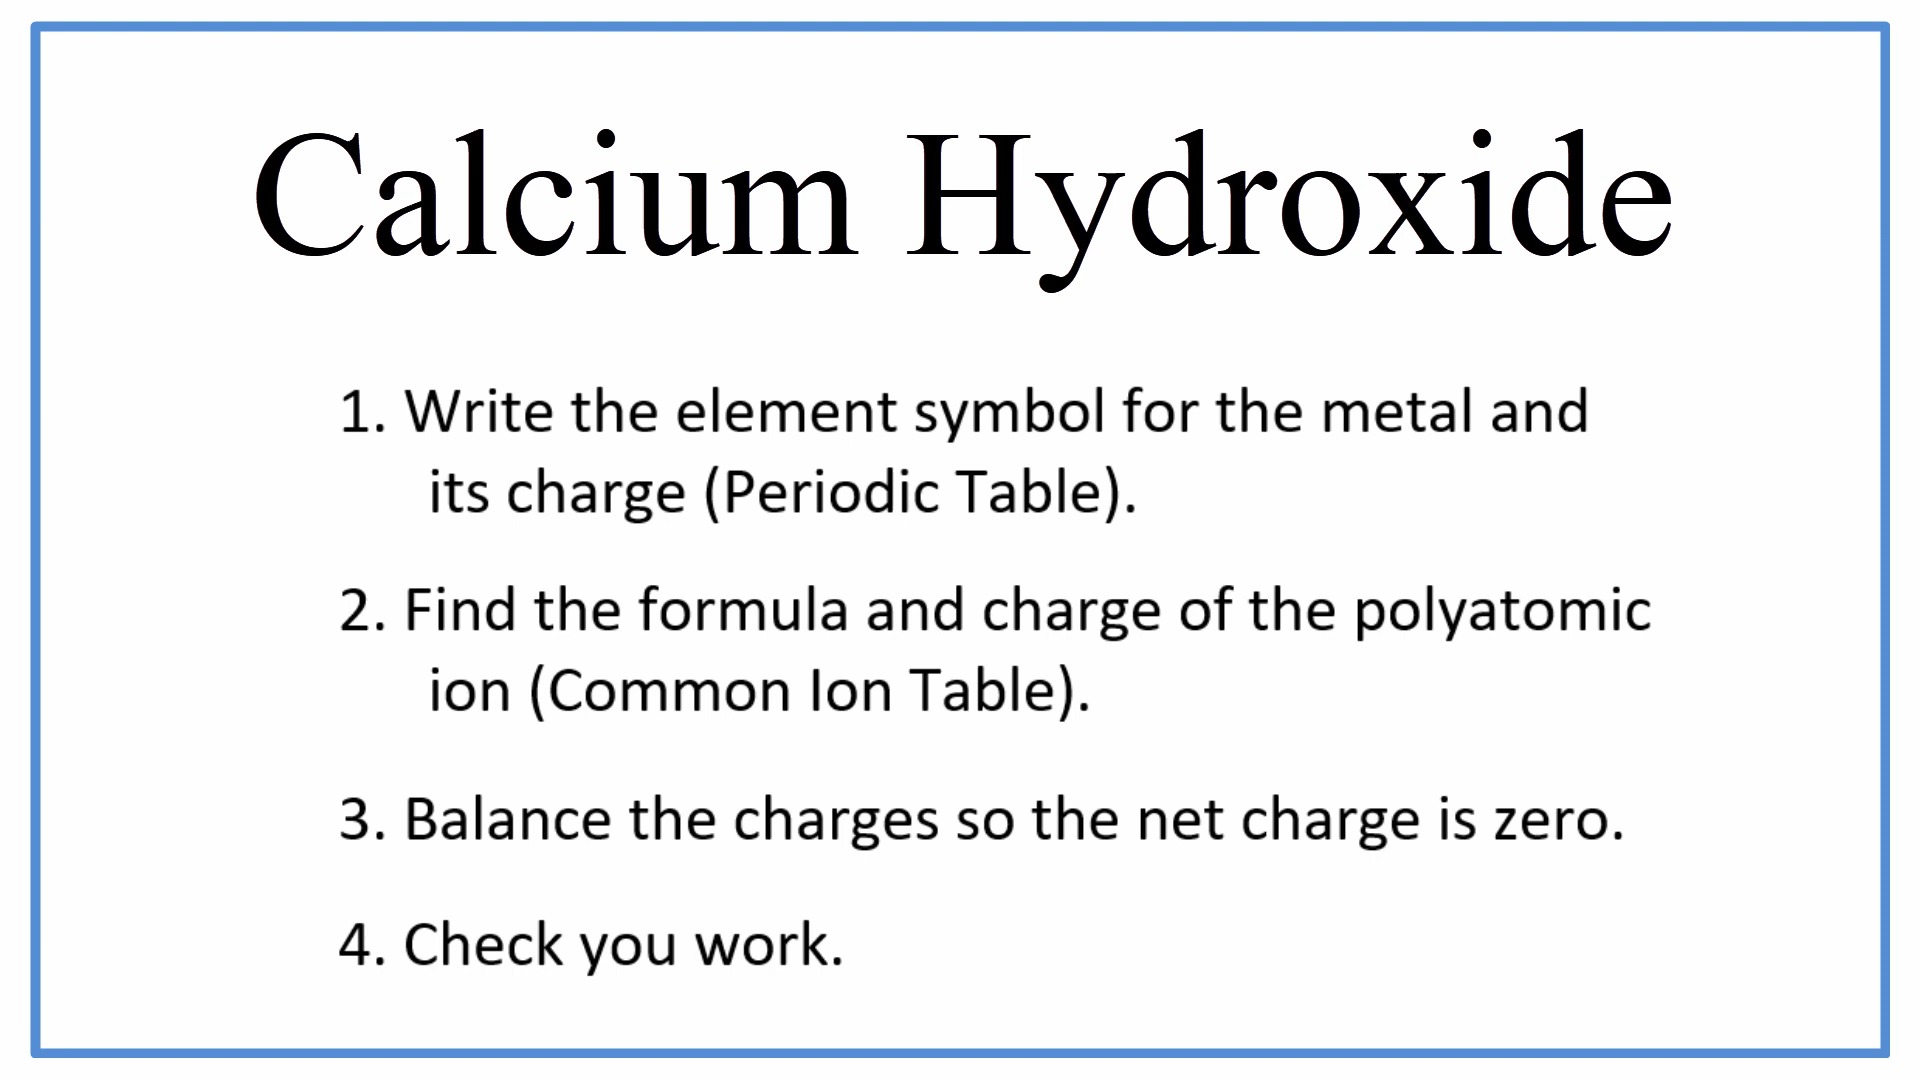 Calcium Hydroxide
1. Write the element symbol for the metal and
its charge (Periodic Table).
2. Find the formula and charge of the polyatomic
ion (Common Ion Table).
3. Balance the charges so the net charge is zero.
4. Check you work.